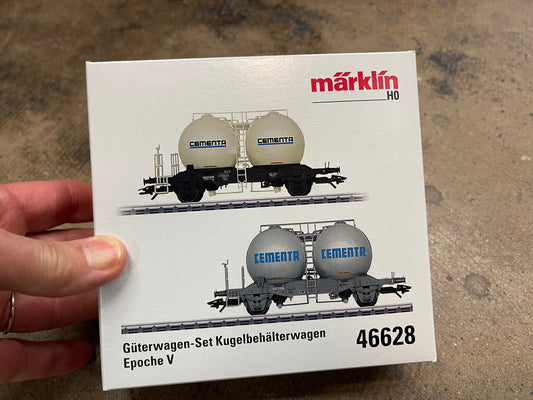 märklin
H0
CEMENTA CEMENTA
CEMENTA CEMENTA
Güterwagen-Set Kugelbehälterwagen
Epoche V
46628